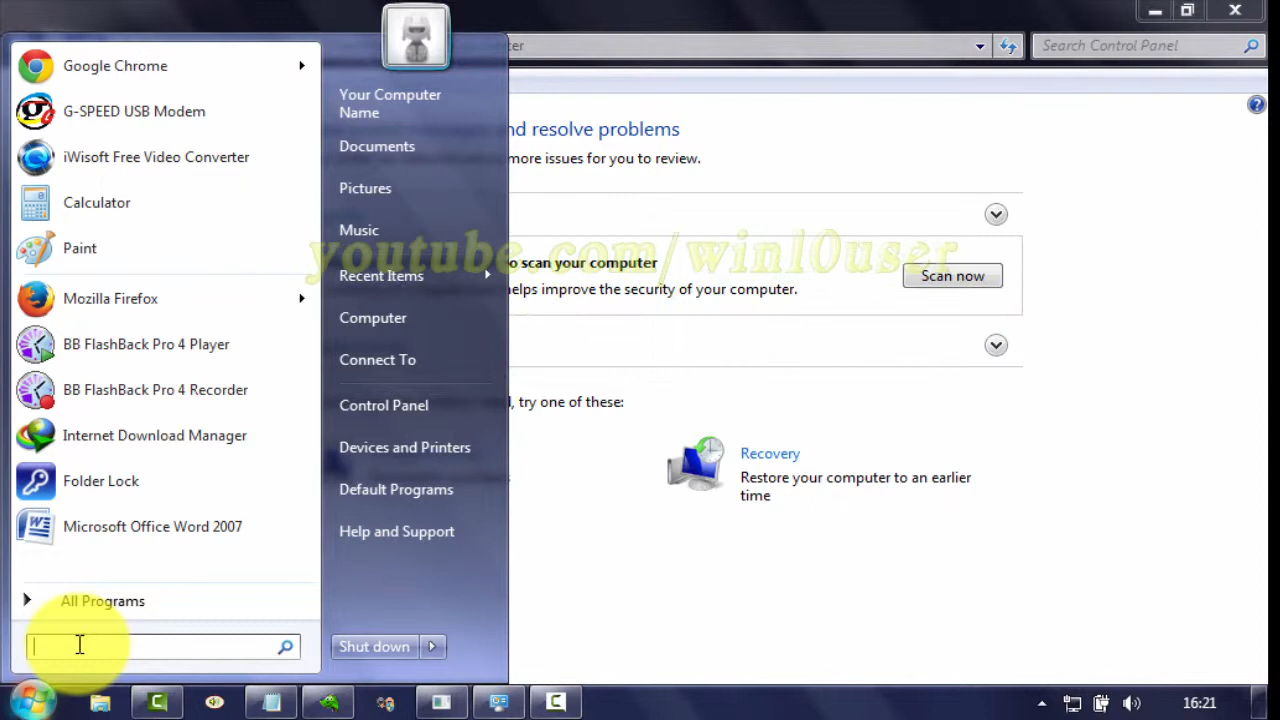 Google Chrome
G-SPEED USB Modem
iWisoft Free Video Converter
Calculator
Paint
Mozilla Firefox
BB FlashBack Pro 4 Player
BB FlashBack Pro 4 Recorder
Internet Download Manager
Folder Lock
Microsoft Office Word 2007
All Programs
Your Computer
Name
Documents
Pictures
Music
Recent Items
Computer
Connect To
Control Panel
Devices and Printers
Default Programs
Help and Support
Shut down
Search Control Panel
resolve problems
more issues for you to review.
youtube.com/win10user
scan your computer
helps improve the security of your computer.
Scan now
, try one of these:
Recovery
Restore your computer to an earlier
time
16:21